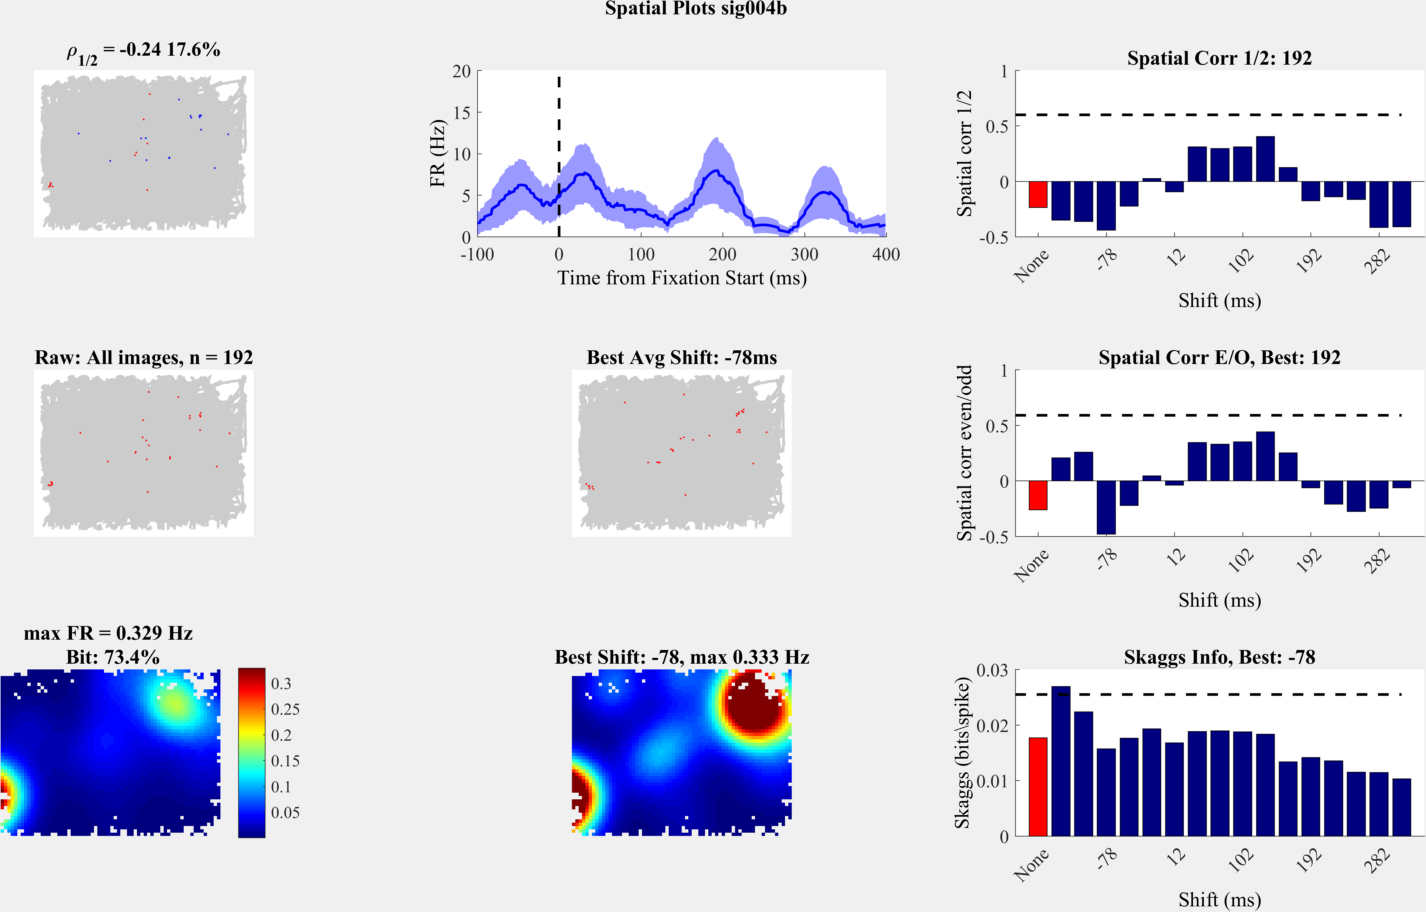 Spatial Plots sig004b
ρ1/2 = -0.24 17.6%
20
15
10
5
0
-100
0
100
200
300
400
FR (Hz)
Time from Fixation Start (ms)
Spatial Corr 1/2: 192
1
0.5
0
-0.5
Spatial corr 1/2
None
-78
12
102
192
282
Shift (ms)
Raw: All images, n = 192
Best Avg Shift: -78ms
Spatial Corr E/O, Best: 192
1
0.5
0
-0.5
Spatial corr even/odd
None
-78
12
102
192
282
Shift (ms)
max FR = 0.329 Hz
Bit: 73.4%
0.3
0.25
0.2
0.15
0.1
0.05
Best Shift: -78, max 0.333 Hz
Skaggs Info, Best: -78
0.03
0.02
0.01
0
Skaggs (bits\spike)
None
-78
12
102
192
282
Shift (ms)